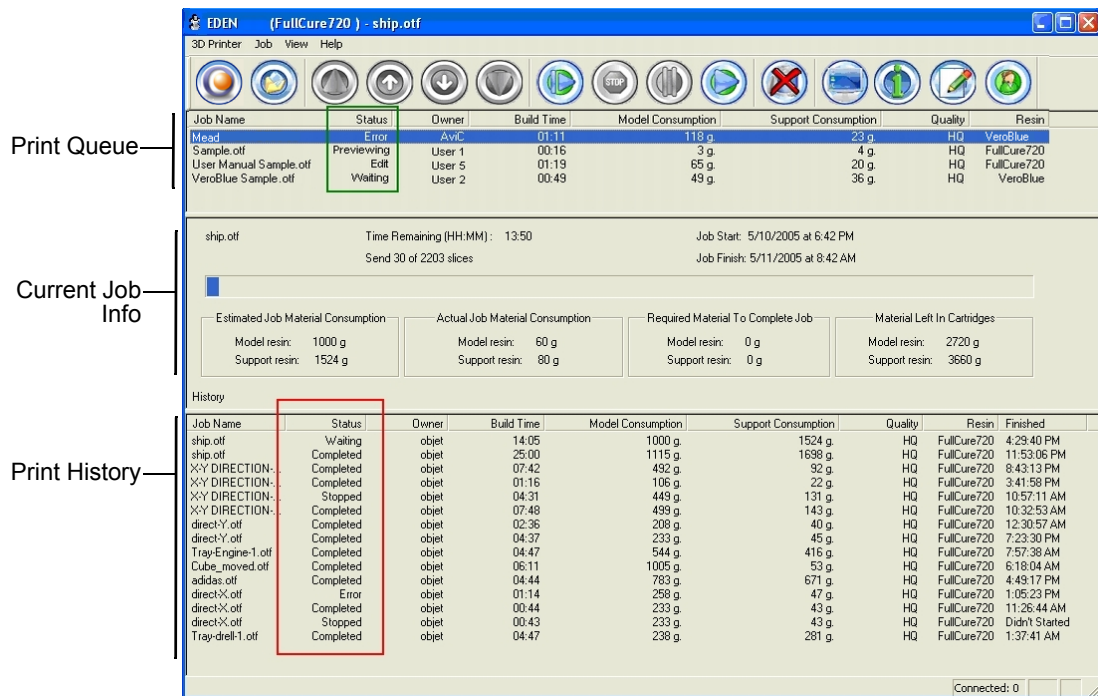 EDEN (FullCure720 ) - ship.otf
3D Printer Job View Help
STOP
Print Queue
Job Name Status Owner Build Time Model Consumption Support Consumption Quality Resin
Mead Error AviC 01:11 118 g. 23 g. HQ VeroBlue
Sample.otf Previewing User 1 00:16 3 g. 4 g. HQ FullCure720
User Manual Sample.otf Edit User 5 01:19 65 g. 20 g. HQ FullCure720
VeroBlue Sample.otf Waiting User 2 00:49 49 g. 36 g. HQ VeroBlue
Current Job
Info
ship.otf Time Remaining (HH:MM) : 13:50 Job Start: 5/10/2005 at 6:42 PM
Send 30 of 2203 slices Job Finish: 5/11/2005 at 8:42 AM
Estimated Job Material Consumption Actual Job Material Consumption Required Material To Complete Job Material Left In Cartridges
Model resin: 1000 g Model resin: 60 g Model resin: 0 g Model resin: 2720 g
Support resin: 1524 g Support resin: 80 g Support resin: 0 g Support resin: 3660 g
History
Print History
Job Name Status Owner Build Time Model Consumption Support Consumption Quality Resin Finished
ship.otf Waiting objet 14:05 1000 g. 1524 g. HQ FullCure720 4:29:40 PM
ship.otf Completed objet 25:00 1115 g. 1698 g. HQ FullCure720 11:53:06 PM
X-Y DIRECTION-... Completed objet 07:42 492 g. 92 g. HQ FullCure720 8:43:13 PM
X-Y DIRECTION-... Completed objet 01:16 106 g. 22 g. HQ FullCure720 3:41:58 PM
X-Y DIRECTION-... Stopped objet 04:31 449 g. 131 g. HQ FullCure720 10:57:11 AM
X-Y DIRECTION-... Completed objet 07:48 499 g. 143 g. HQ FullCure720 10:32:53 AM
direct-Y.otf Completed objet 02:36 208 g. 40 g. HQ FullCure720 12:30:57 AM
direct-Y.otf Completed objet 04:37 233 g. 45 g. HQ FullCure720 7:23:30 PM
Tray-Engine-1.otf Completed objet 04:47 544 g. 416 g. HQ FullCure720 7:57:38 AM
Cube_moved.otf Completed objet 06:11 1005 g. 53 g. HQ FullCure720 6:18:04 AM
adidas.otf Completed objet 04:44 783 g. 671 g. HQ FullCure720 4:49:17 PM
direct-X.otf Error objet 01:14 258 g. 47 g. HQ FullCure720 1:05:23 PM
direct-X.otf Completed objet 00:44 233 g. 43 g. HQ FullCure720 11:26:44 AM
direct-X.otf Stopped objet 00:43 233 g. 43 g. HQ FullCure720 Didn't Started
Tray-drell-1.otf Completed objet 04:47 238 g. 281 g. HQ FullCure720 1:37:41 AM
Connected: 0